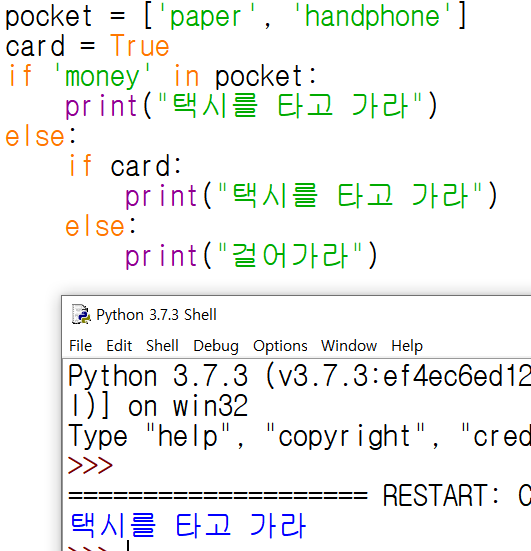 pocket = ['paper', 'handphone']
card = True
if 'money' in pocket:
    print("택시를 타고 가라")
else:
    if card:
        print("택시를 타고 가라")
    else:
        print("걸어가라")
Python 3.7.3 Shell
File Edit Shell Debug Options Window Help
Python 3.7.3 (v3.7.3:ef4ec6ed12
l)] on win32
Type "help", "copyright", "cred
>>>
==================== RESTART: C
택시를 타고 가라
>>>